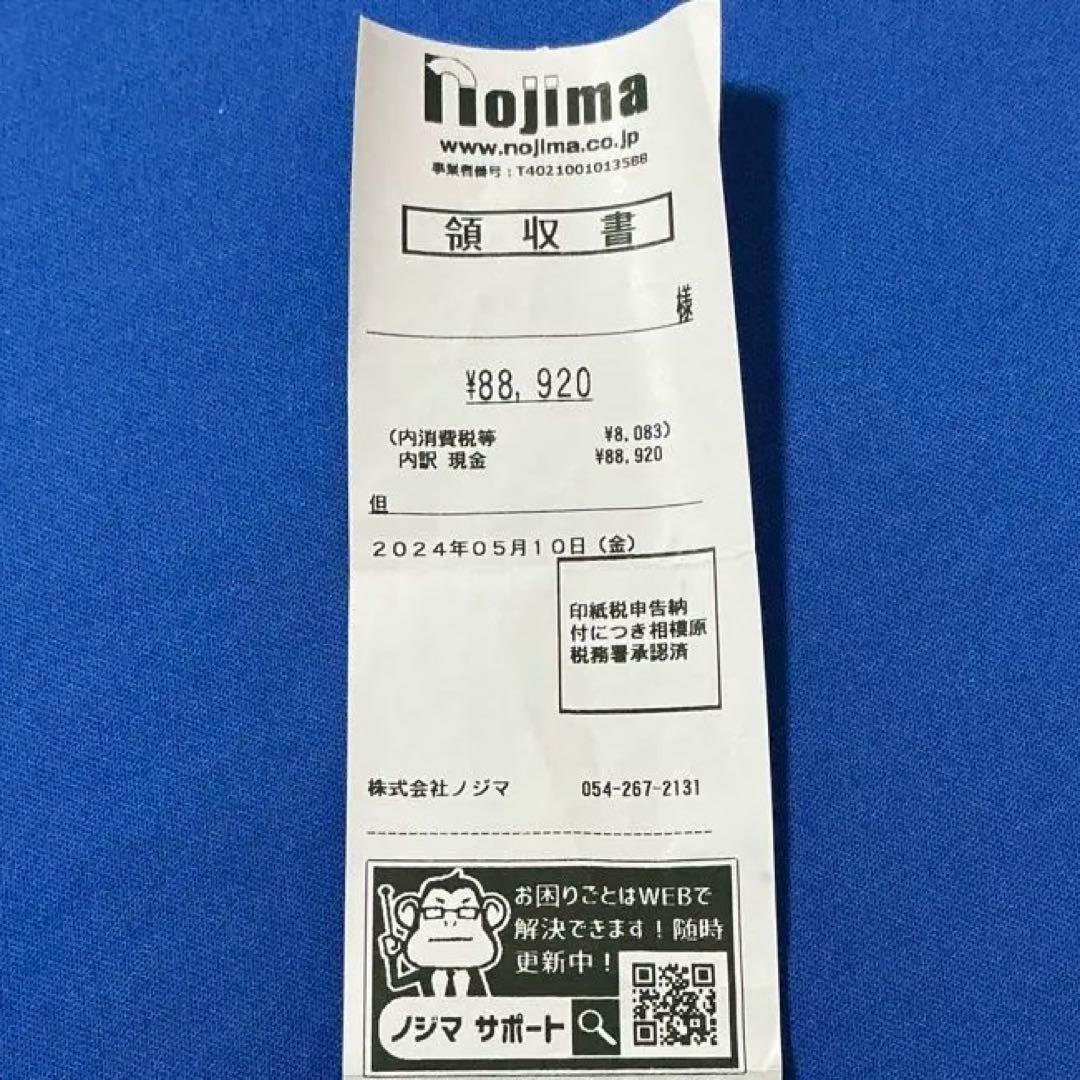 nojima
www.nojima.co.jp
事業者番号：T4021001013588
領収書
様
¥88,920
（内消費税等 ¥8,083）
内訳 現金 ¥88,920
但
2024年05月10日（金）
印紙税申告納
付につき相模原
税務署承認済
株式会社ノジマ 054-267-2131
お困りごとはWEBで
解決できます！随時
更新中！
ノジマ サポート